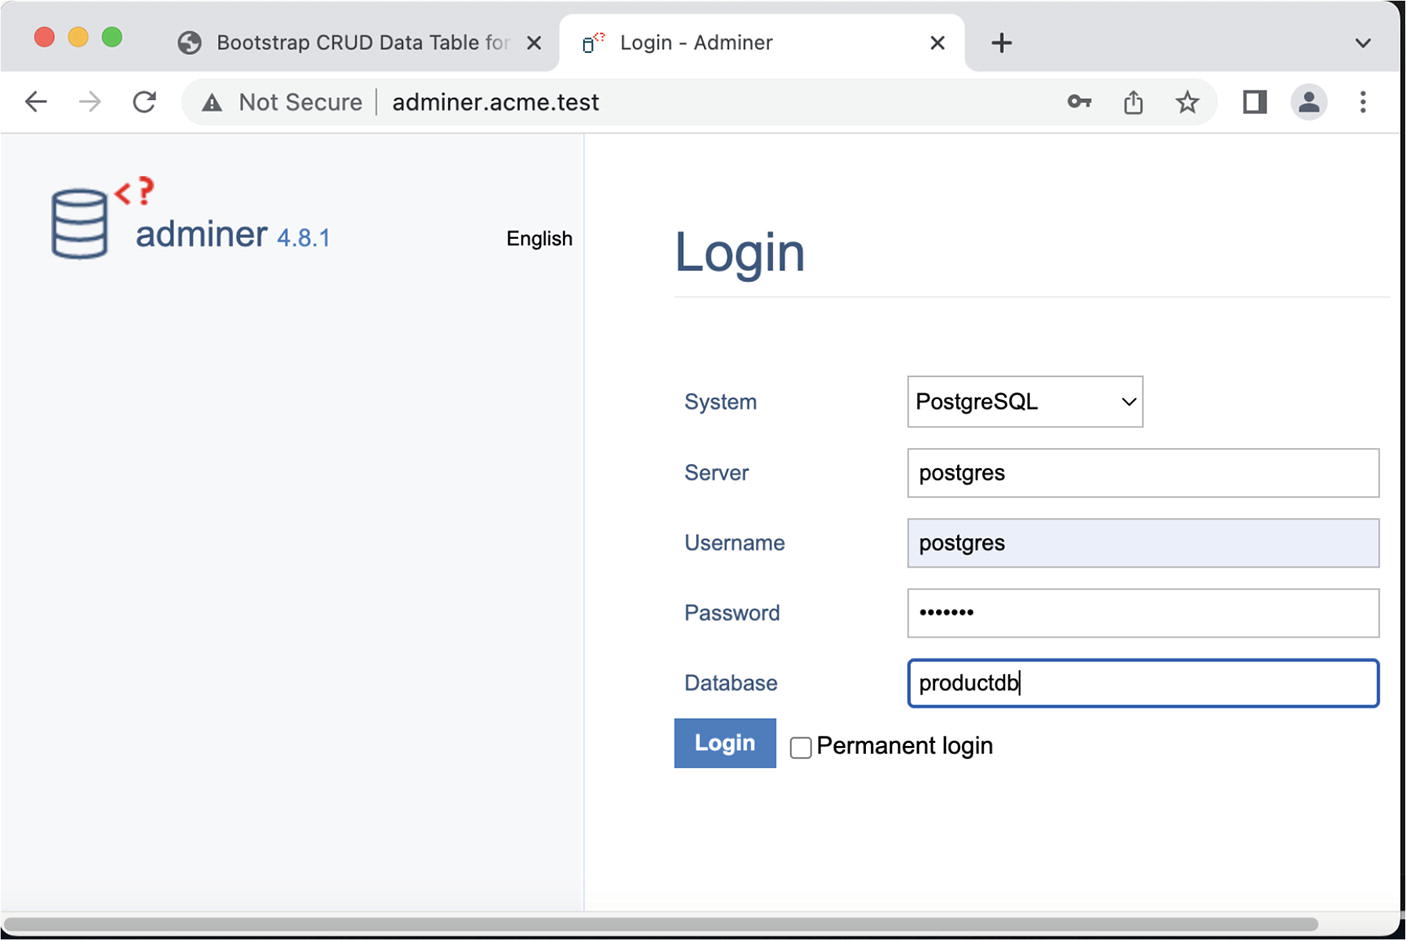 Bootstrap CRUD Data Table for
Login - Adminer
Not Secure adminer.acme.test
<?
adminer 4.8.1
English
Login
System PostgreSQL
Server postgres
Username postgres
Password •••••••
Database productdb
Login Permanent login